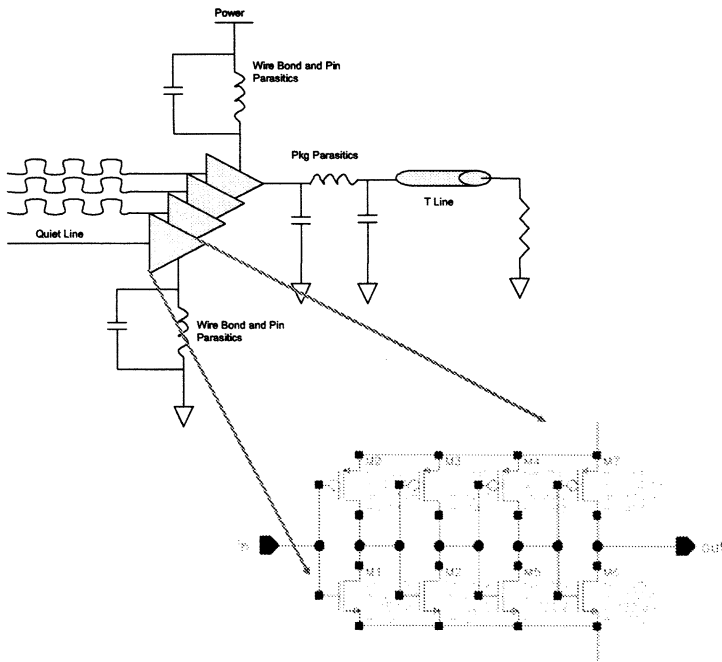 Power
Wire Bond and Pin
Parasitics
Pkg Parasitics
T Line
Quiet Line
Wire Bond and Pin
Parasitics
M2
M3
M4
M7
out
M1
M2
M5
M6